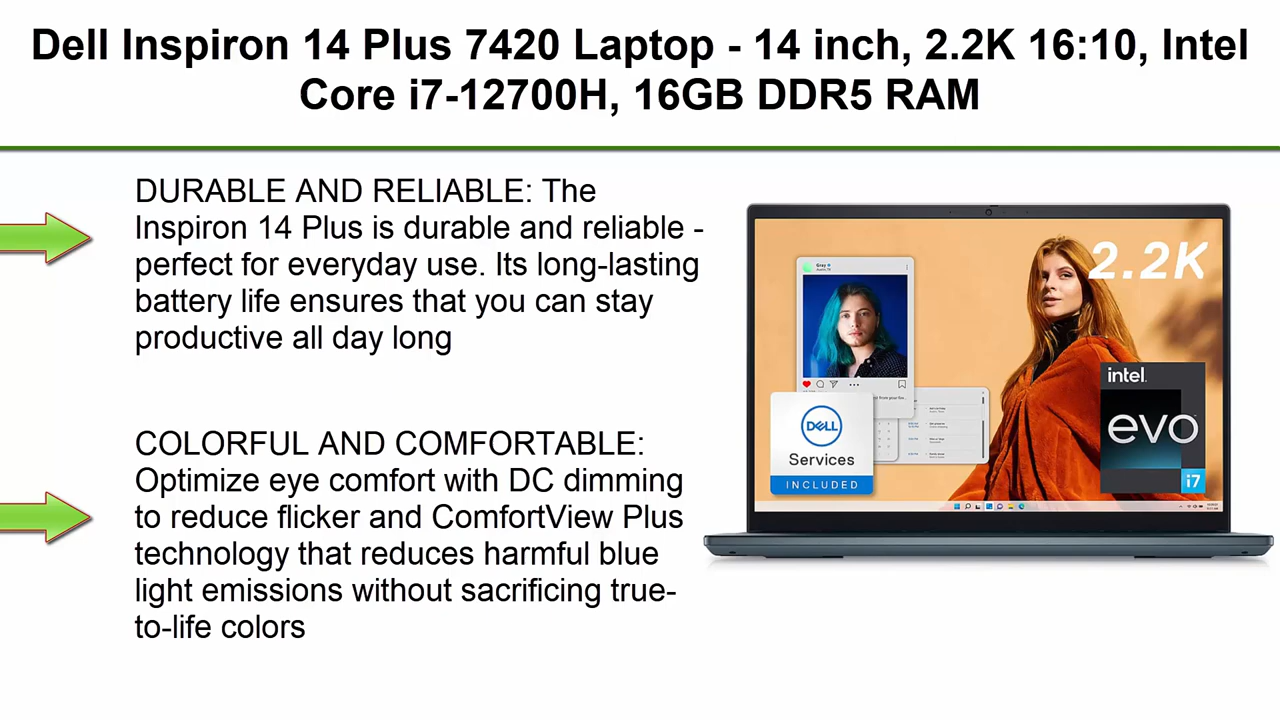 Dell Inspiron 14 Plus 7420 Laptop - 14 inch, 2.2K 16:10, Intel
Core i7-12700H, 16GB DDR5 RAM
DURABLE AND RELIABLE: The
Inspiron 14 Plus is durable and reliable -
perfect for everyday use. Its long-lasting
battery life ensures that you can stay
productive all day long
COLORFUL AND COMFORTABLE:
Optimize eye comfort with DC dimming
to reduce flicker and ComfortView Plus
technology that reduces harmful blue
light emissions without sacrificing true-
to-life colors
2.2K
Gray
intel.
evo
i7
DELL
Services
INCLUDED